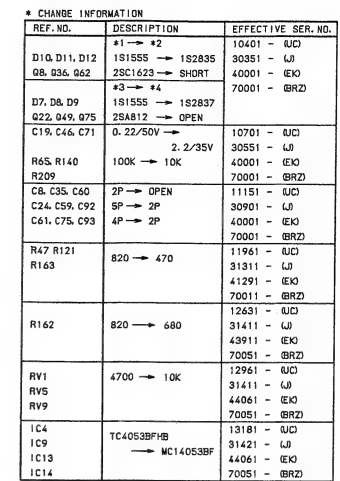 * CHANGE INFORMATION
REF. NO. DESCRIPTION EFFECTIVE SER. NO.
*1 → *2 10401 - (UC)
D10, D11, D12 1S1555 → 1S2835 30351 - (J)
Q8, Q36, Q62 2SC1623 → SHORT 40001 - (EK)
*3 → *4 70001 - (BRZ)
D7, D8, D9 1S1555 → 1S2837
Q22, Q49, Q75 2SA812 → OPEN
C19, C46, C71 0.22/50V → 10701 - (UC)
2.2/35V 30551 - (J)
R65, R140 100K → 10K 40001 - (EK)
R209 70001 - (BRZ)
C8, C35, C60 2P → OPEN 11151 - (UC)
C24, C59, C92 5P → 2P 30901 - (J)
C61, C75, C93 4P → 2P 40001 - (EK)
70001 - (BRZ)
R47 R121 820 → 470 11961 - (UC)
R163 31311 - (J)
41291 - (EK)
70011 - (BRZ)
12631 - (UC)
R162 820 → 680 31411 - (J)
43911 - (EK)
70051 - (BRZ)
RV1 4700 → 10K 12961 - (UC)
RV5 31411 - (J)
RV9 44061 - (EK)
70051 - (BRZ)
IC4 TC4053BFHB 13181 - (UC)
IC9 → MC14053BF 31421 - (J)
IC13 44061 - (EK)
IC14 70051 - (BRZ)